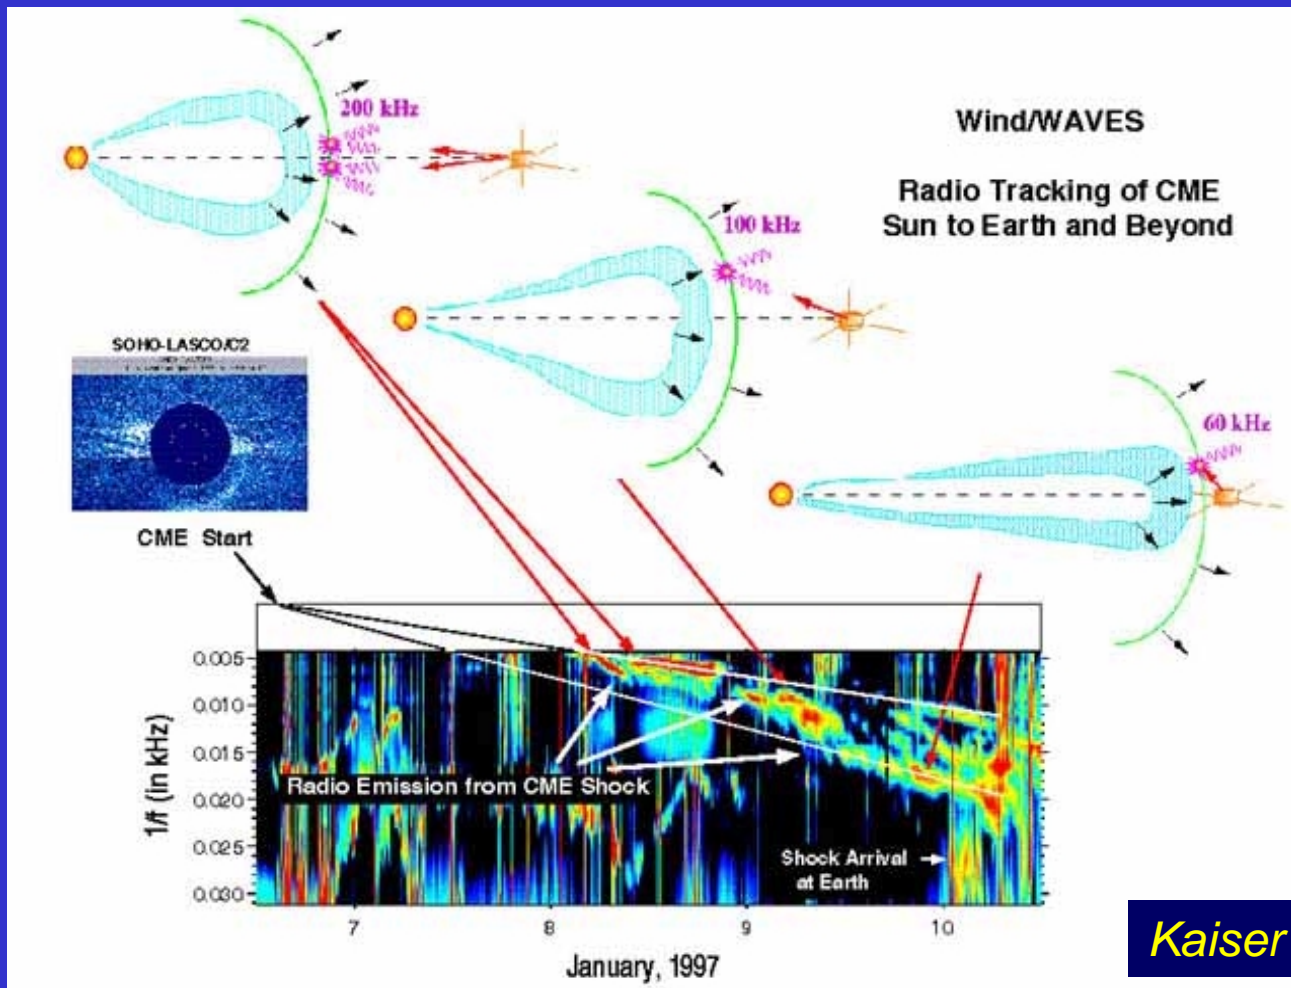 200 kHz
Wind/WAVES
Radio Tracking of CME
Sun to Earth and Beyond
100 kHz
SOHO-LASCO/C2
60 kHz
CME Start
0.005
0.010
0.015
0.020
0.025
0.030
1/f (in kHz)
Radio Emission from CME Shock
Shock Arrival
at Earth
7
8
9
10
January, 1997
Kaiser